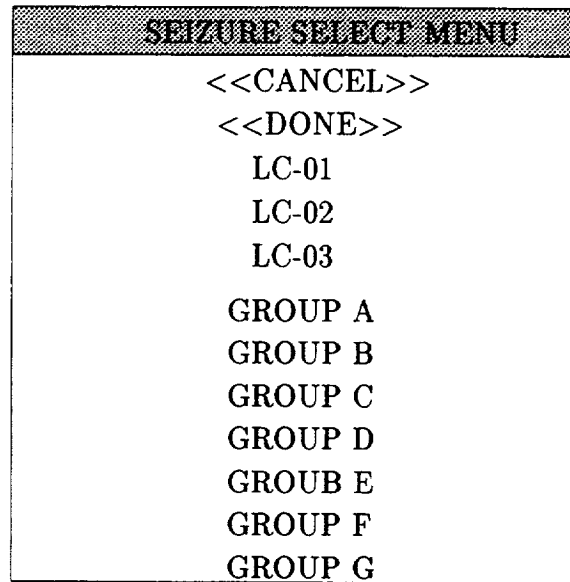 SEIZURE SELECT MENU
<<CANCEL>>
<<DONE>>
LC-01
LC-02
LC-03
GROUP A
GROUP B
GROUP C
GROUP D
GROUB E
GROUP F
GROUP G